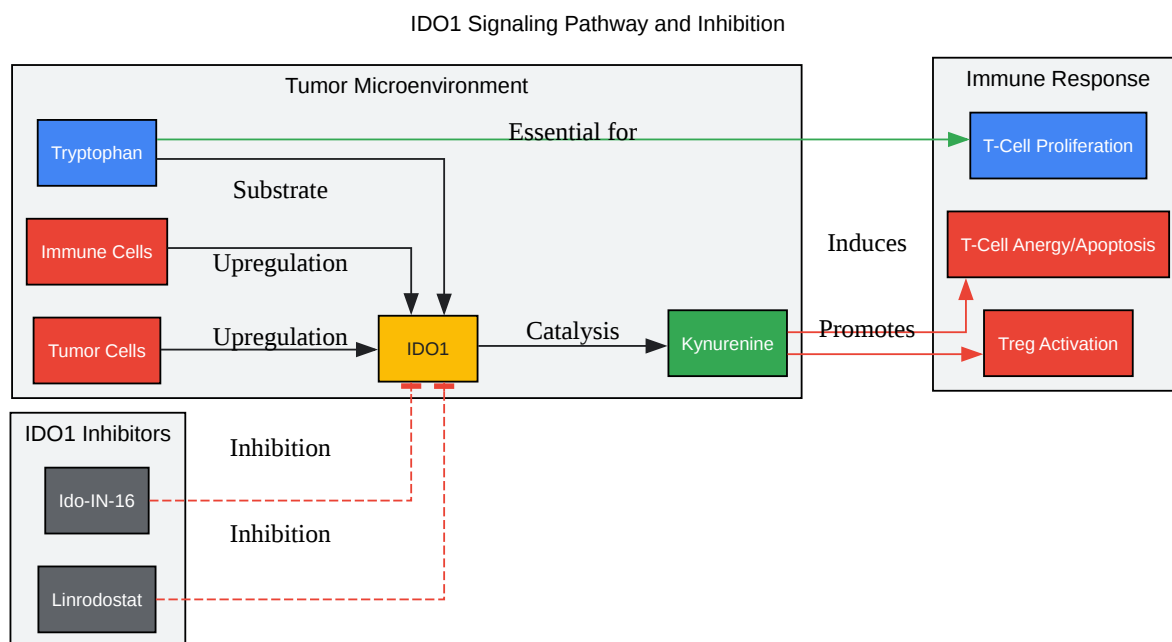 IDO1 Signaling Pathway and Inhibition
Tumor Microenvironment
Immune Response
Tryptophan
Essential for
T-Cell Proliferation
Substrate
Immune Cells
Upregulation
Induces
T-Cell Anergy/Apoptosis
Tumor Cells
Upregulation
IDO1
Catalysis
Kynurenine
Promotes
Treg Activation
IDO1 Inhibitors
Inhibition
Ido-IN-16
Inhibition
Linrodostat